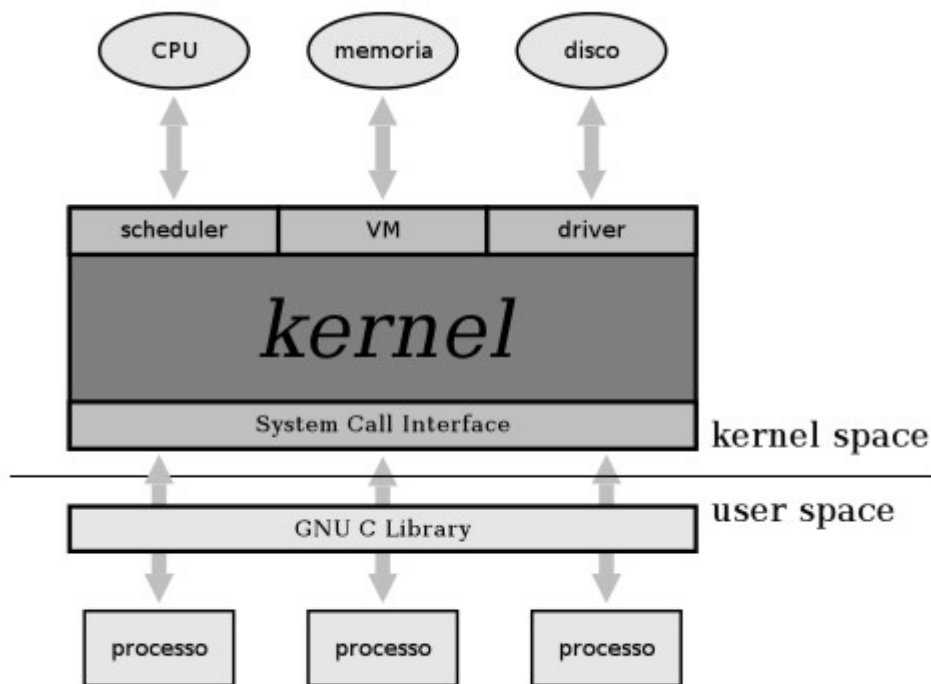 CPU
memoria
disco
scheduler
VM
driver
kernel
System Call Interface
kernel space
user space
GNU C Library
processo
processo
processo